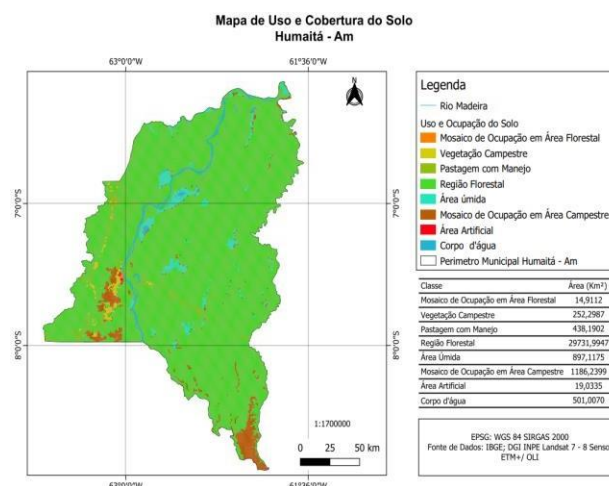 Mapa de Uso e Cobertura do Solo
Humaitá - Am
63°0'0"O 61°36'0"O
N
7°0'0"S 7°0'0"S
8°0'0"S 8°0'0"S
1:1700000
0 25 50 km
63°0'0"O 61°36'0"O
Legenda
Rio Madeira
Uso e Ocupação do Solo
Mosaico de Ocupação em Área Florestal
Vegetação Campestre
Pastagem com Manejo
Região Florestal
Área úmida
Mosaico de Ocupação em Área Campestre
Área Artificial
Corpo d'água
Perimetro Municipal Humaitá - Am
Classe Área (Km²)
Mosaico de Ocupação em Área Florestal 14,9112
Vegetação Campestre 252,2987
Pastagem com Manejo 438,1902
Região Florestal 29731,9947
Área Úmida 897,1175
Mosaico de Ocupação em Área Campestre 1186,2399
Área Artificial 19,0335
Corpo d'água 501,0070
EPSG: WGS 84 SIRGAS 2000
Fonte de Dados: IBGE; DGI INPE Landsat 7 - 8 Senso
ETM+/ OLI